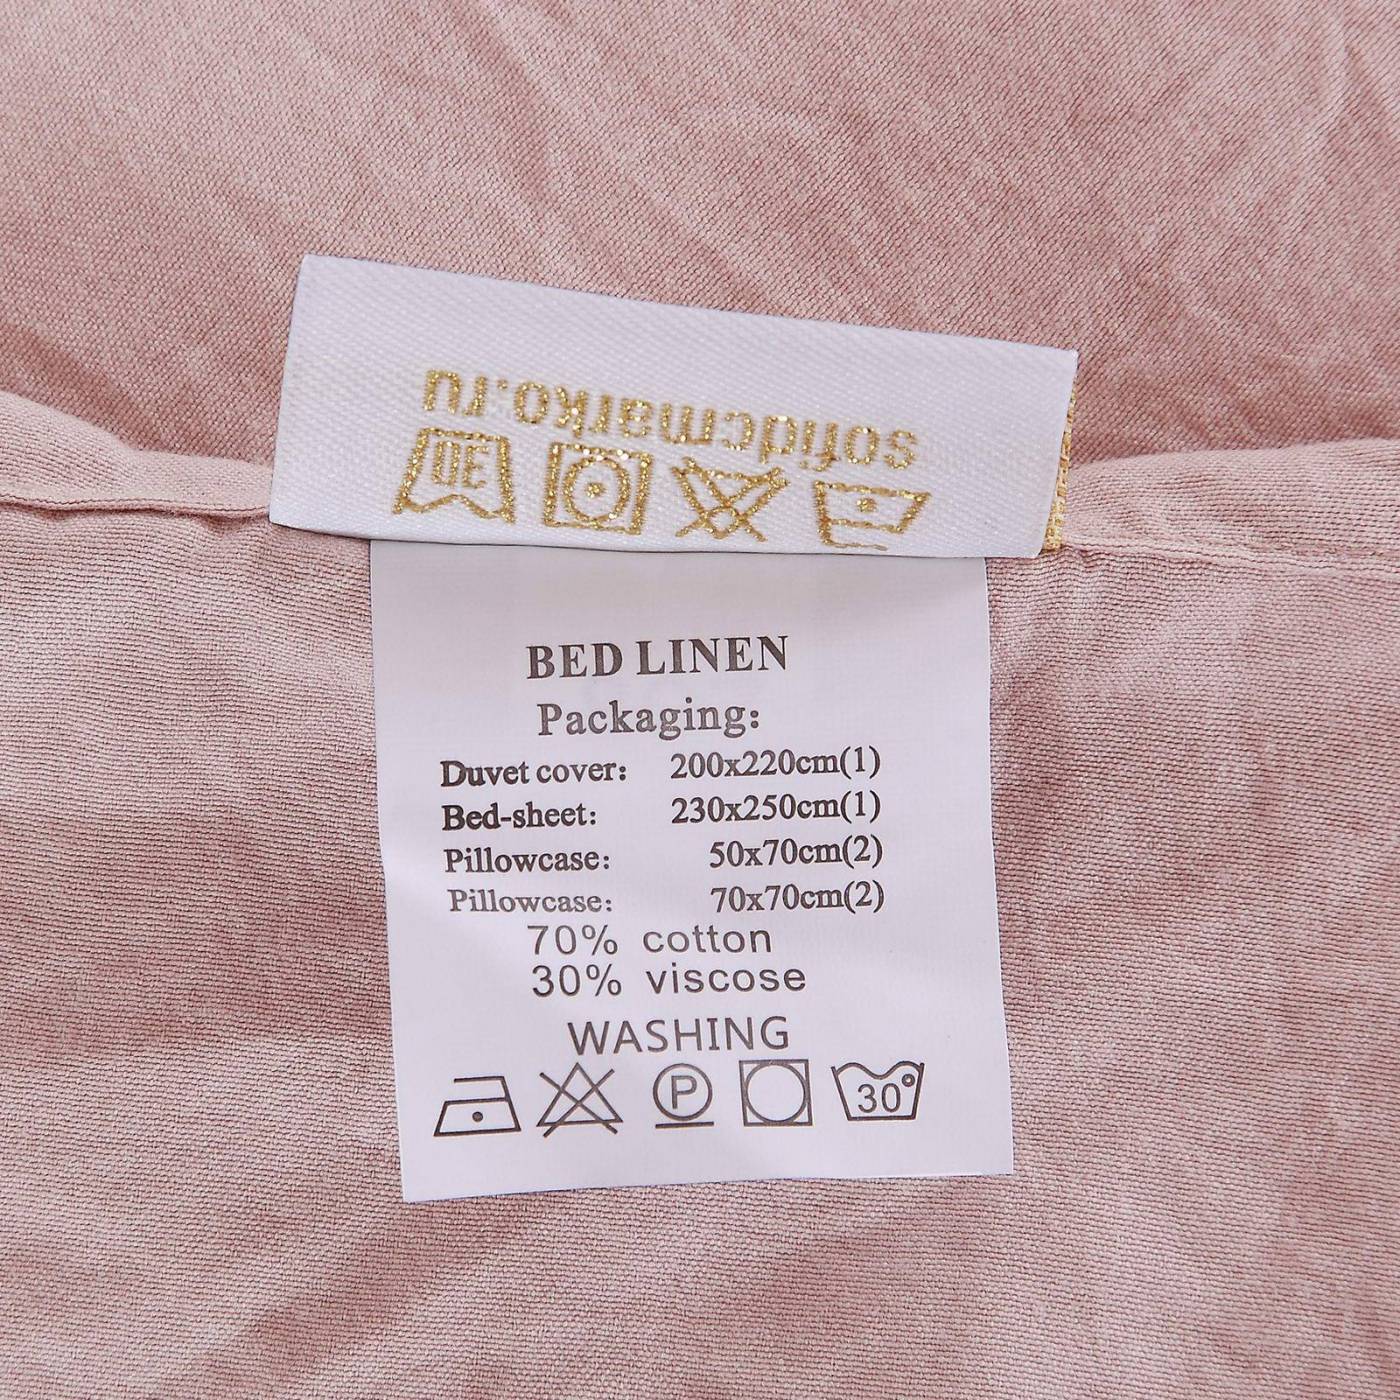 sofidemarko.ru
30
BED LINEN
Packaging:
Duvet cover: 200x220cm(1)
Bed-sheet: 230x250cm(1)
Pillowcase: 50x70cm(2)
Pillowcase: 70x70cm(2)
70% cotton
30% viscose
WASHING
P 30°